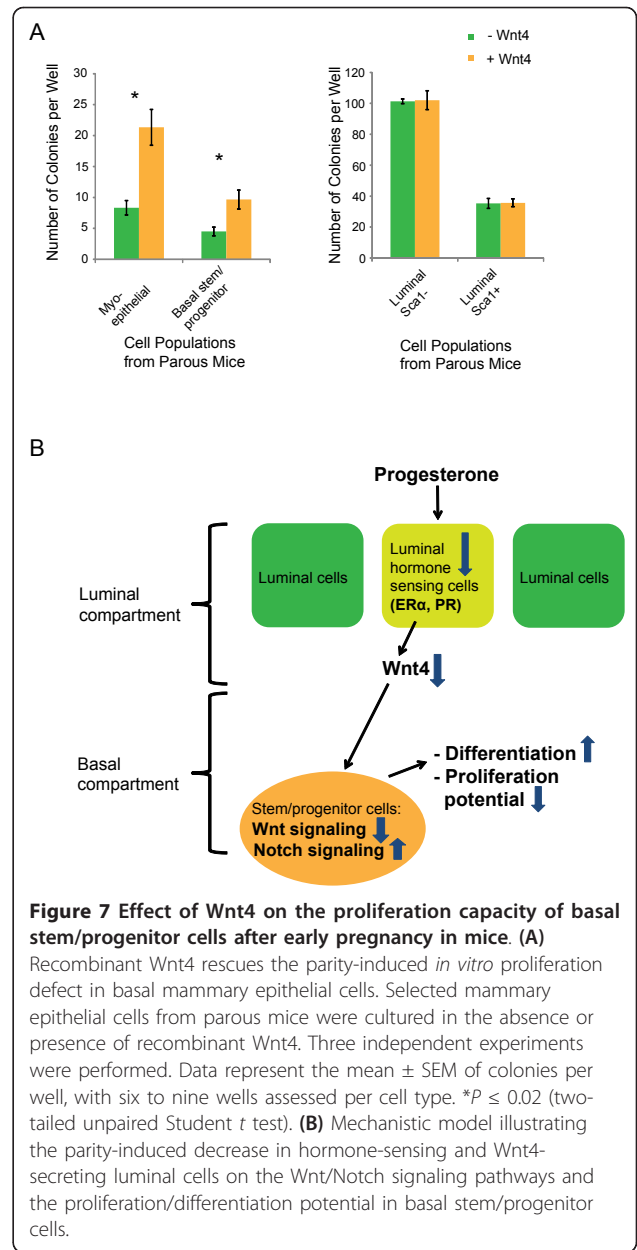 A
- Wnt4
+ Wnt4
Number of Colonies per Well
30
25
20
15
10
5
0
*
*
Myo-
epithelial
Basal stem/
progenitor
Cell Populations
from Parous Mice
Number of Colonies per Well
120
100
80
60
40
20
0
Luminal
Sca1-
Luminal
Sca1+
Cell Populations
from Parous Mice
B
Progesterone
Luminal
compartment
Luminal cells
Luminal
hormone
sensing cells
(ERα, PR)
Luminal cells
Wnt4
Basal
compartment
- Differentiation
- Proliferation
potential
Stem/progenitor cells:
Wnt signaling
Notch signaling
Figure 7 Effect of Wnt4 on the proliferation capacity of basal
stem/progenitor cells after early pregnancy in mice. (A)
Recombinant Wnt4 rescues the parity-induced in vitro proliferation
defect in basal mammary epithelial cells. Selected mammary
epithelial cells from parous mice were cultured in the absence or
presence of recombinant Wnt4. Three independent experiments
were performed. Data represent the mean ± SEM of colonies per
well, with six to nine wells assessed per cell type. *P ≤ 0.02 (two-
tailed unpaired Student t test). (B) Mechanistic model illustrating
the parity-induced decrease in hormone-sensing and Wnt4-
secreting luminal cells on the Wnt/Notch signaling pathways and
the proliferation/differentiation potential in basal stem/progenitor
cells.